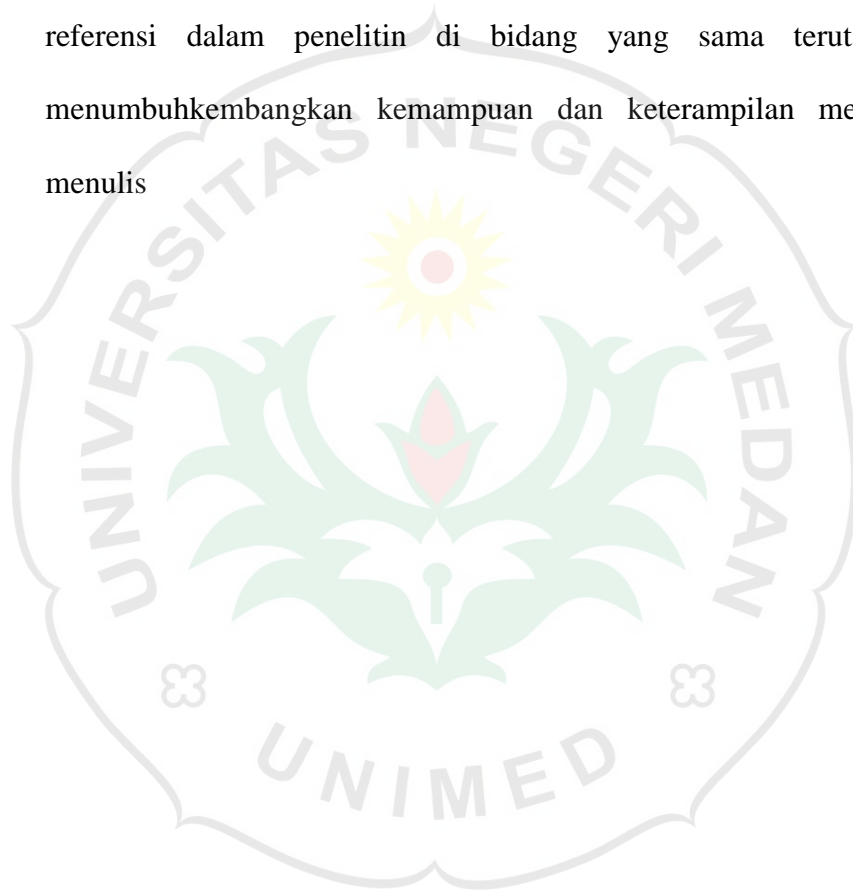 referensi dalam penelitin di bidang yang sama terut
menumbuhkembangkan kemampuan dan keterampilan me
menulis
UNIVERSITAS NEGERI MEDAN
UNIMED